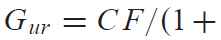 G_{ur} = CF/(1 +